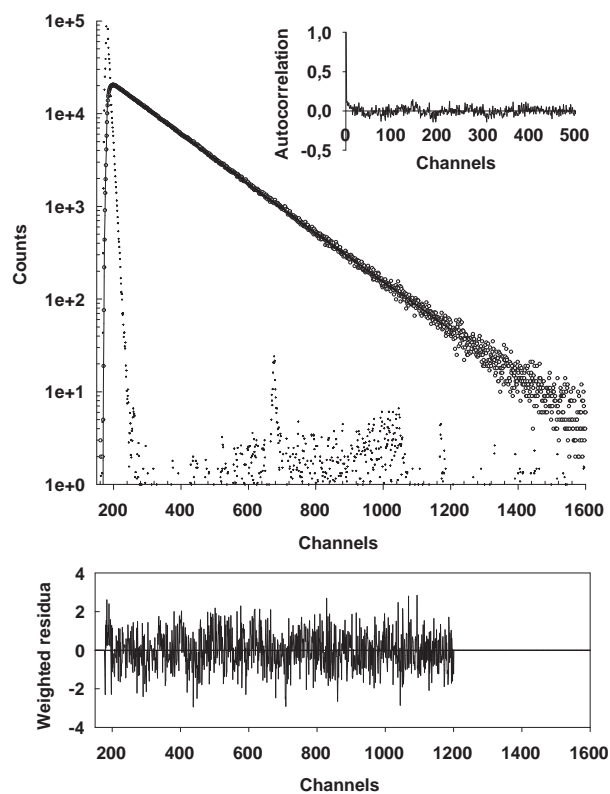 1e+5
1e+4
1e+3
1e+2
1e+1
1e+0
Counts
200 400 600 800 1000 1200 1400 1600
Channels
1,0
0,5
0,0
-0,5
Autocorrelation
0 100 200 300 400 500
Channels
4
2
0
-2
-4
Weighted residua
200 400 600 800 1000 1200 1400 1600
Channels